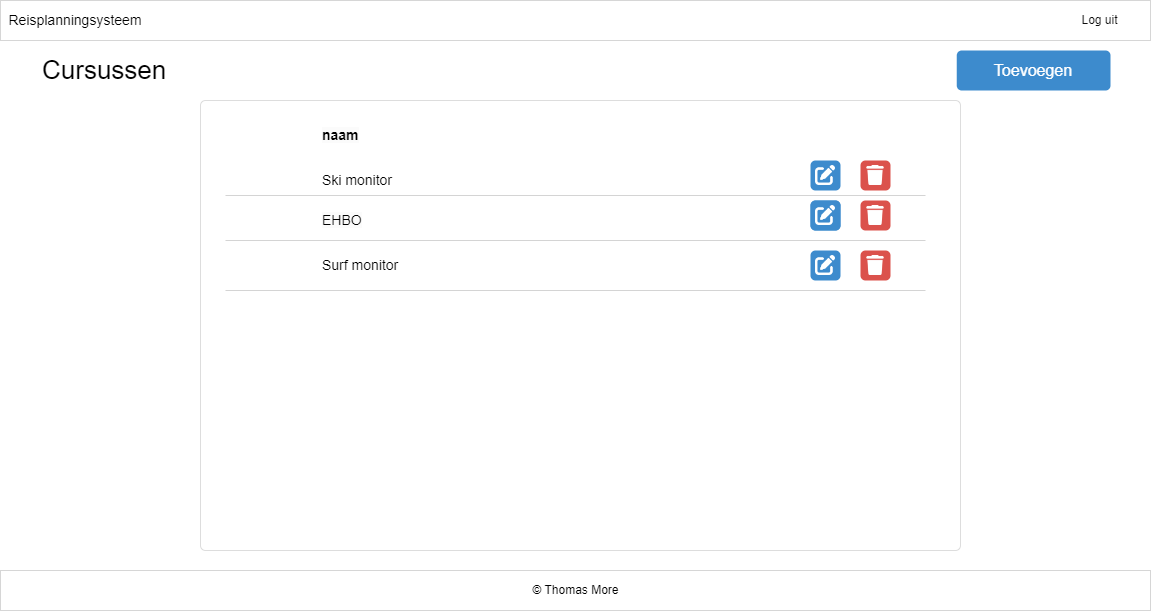 Reisplanningsysteem
Log uit
Cursussen
Toevoegen
naam
Ski monitor
EHBO
Surf monitor
© Thomas More